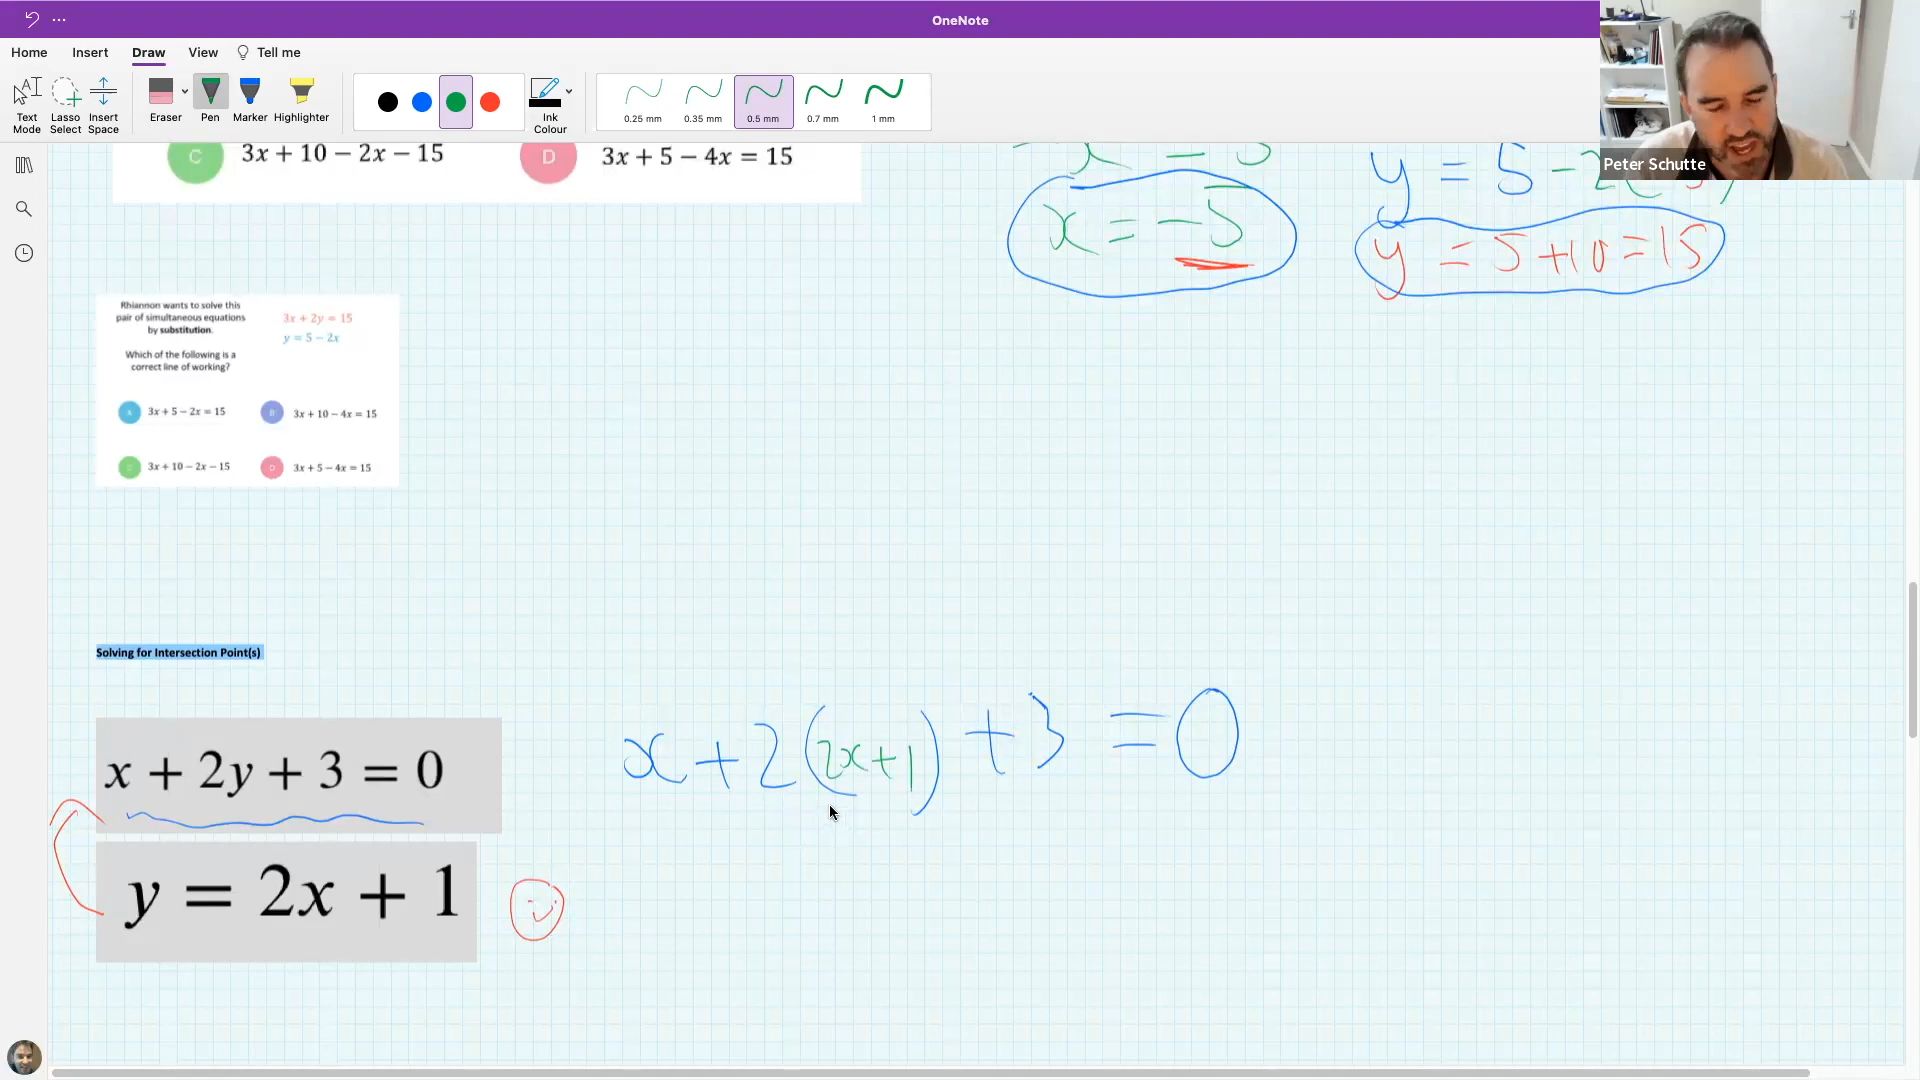 OneNote
Home Insert Draw View Tell me
Text Mode
Lasso Select
Insert Space
Eraser
Pen
Marker
Highlighter
Ink Colour
0.25 mm
0.35 mm
0.5 mm
0.7 mm
1 mm
Peter Schutte
C 3x + 10 − 2x − 15
D 3x + 5 − 4x = 15
x = −5
y = 5 + 10 = 15
Rhiannon wants to solve this
pair of simultaneous equations
by substitution.
3x + 2y = 15
y = 5 − 2x
Which of the following is a
correct line of working?
A 3x + 5 − 2x = 15
B 3x + 10 − 4x = 15
C 3x + 10 − 2x − 15
D 3x + 5 − 4x = 15
Solving for Intersection Point(s)
x + 2y + 3 = 0
x + 2(2x+1) + 3 = 0
y = 2x + 1